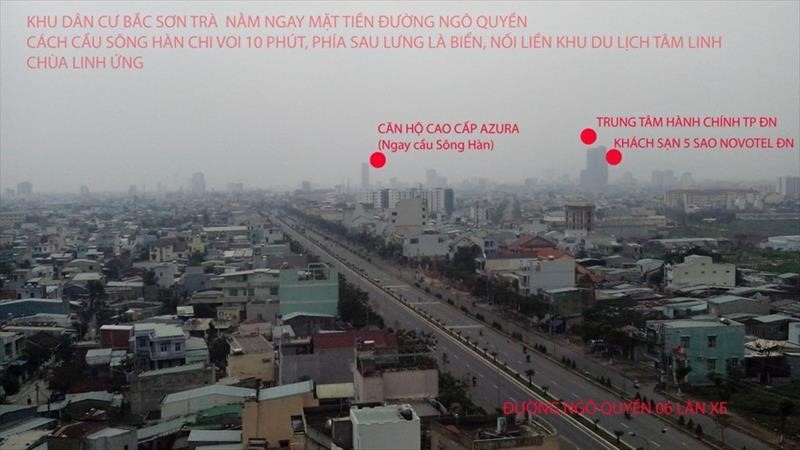 KHU DÂN CƯ BẮC SƠN TRÀ NẰM NGAY MẶT TIỀN ĐƯỜNG NGÔ QUYỀN
CÁCH CẦU SÔNG HÀN CHI VOI 10 PHÚT, PHÍA SAU LƯNG LÀ BIỂN, NỐI LIỀN KHU DU LỊCH TÂM LINH
CHÙA LINH ỨNG
CĂN HỘ CAO CẤP AZURA
(Ngay cầu Sông Hàn)
TRUNG TÂM HÀNH CHÍNH TP ĐN
KHÁCH SẠN 5 SAO NOVOTEL ĐN
ĐƯỜNG NGÔ QUYỀN 06 LÀN XE